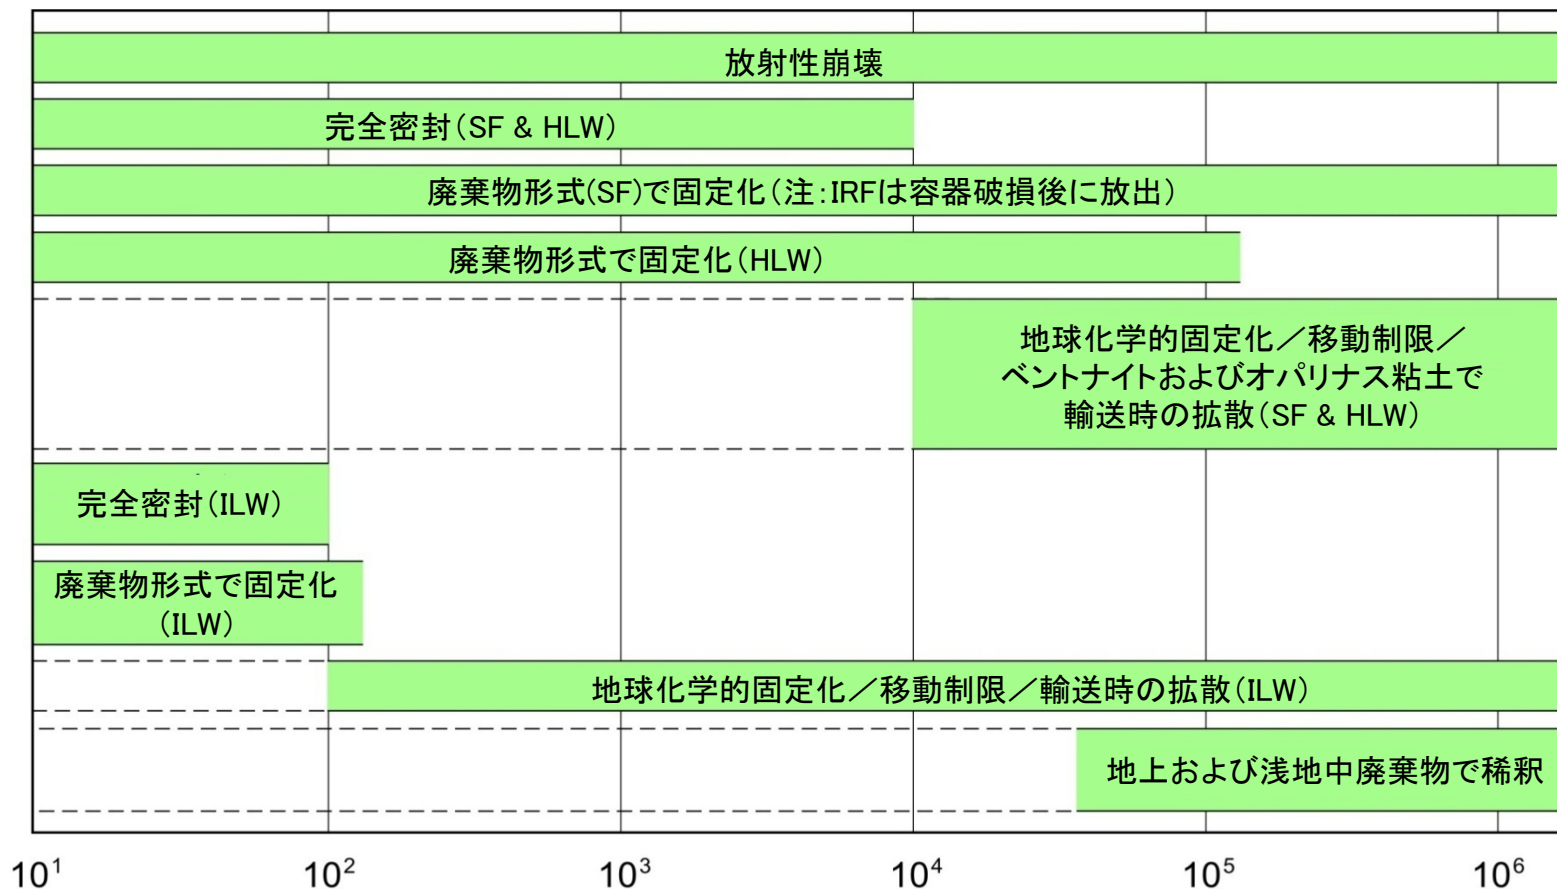 放射性崩壊
完全密封(SF & HLW)
廃棄物形式(SF)で固定化(注:IRFは容器破損後に放出)
廃棄物形式で固定化(HLW)
地球化学的固定化/移動制限/
ベントナイトおよびオパリナス粘土で
輸送時の拡散(SF & HLW)
完全密封(ILW)
廃棄物形式で固定化
(ILW)
地球化学的固定化/移動制限/輸送時の拡散(ILW)
地上および浅地中廃棄物で稀釈
10¹ 10² 10³ 10⁴ 10⁵ 10⁶